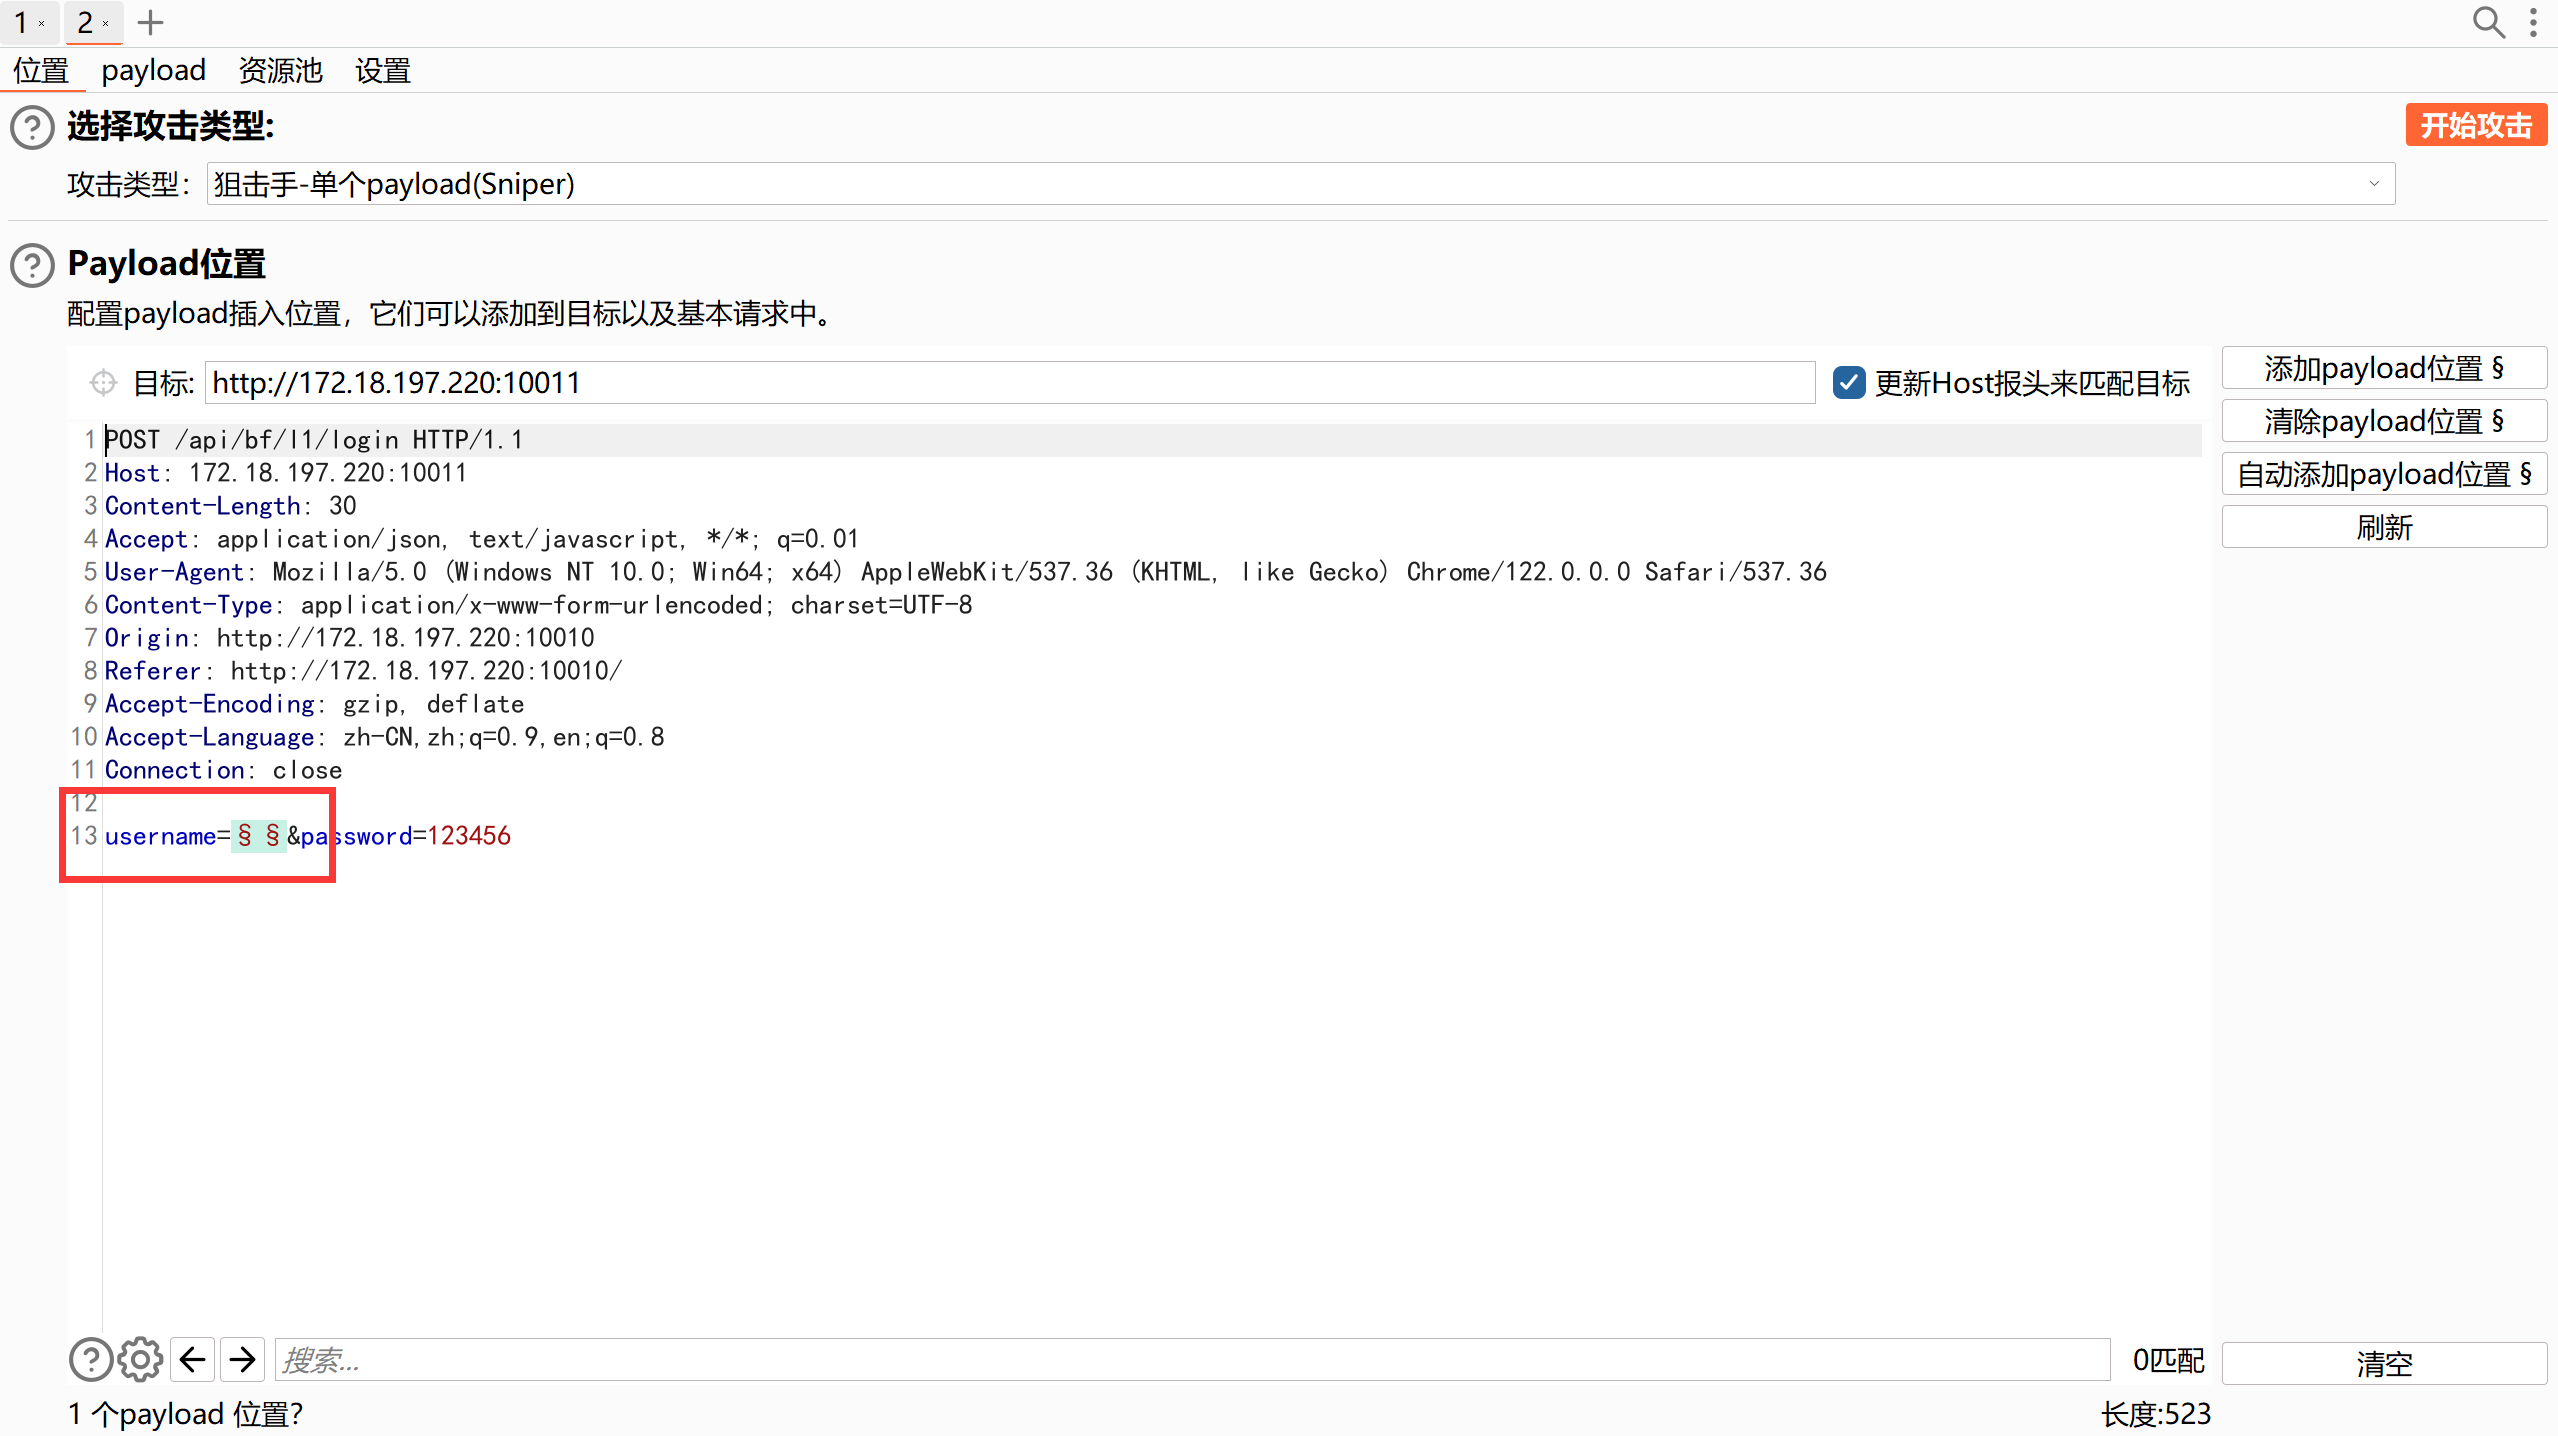 1 × 2 × +
位置 payload 资源池 设置
选择攻击类型: 开始攻击
攻击类型： 狙击手-单个payload(Sniper)
Payload位置
配置payload插入位置，它们可以添加到目标以及基本请求中。
目标: http://172.18.197.220:10011 更新Host报头来匹配目标
添加payload位置 §
清除payload位置 §
自动添加payload位置 §
刷新
1 POST /api/bf/l1/login HTTP/1.1
2 Host: 172.18.197.220:10011
3 Content-Length: 30
4 Accept: application/json, text/javascript, */*; q=0.01
5 User-Agent: Mozilla/5.0 (Windows NT 10.0; Win64; x64) AppleWebKit/537.36 (KHTML, like Gecko) Chrome/122.0.0.0 Safari/537.36
6 Content-Type: application/x-www-form-urlencoded; charset=UTF-8
7 Origin: http://172.18.197.220:10010
8 Referer: http://172.18.197.220:10010/
9 Accept-Encoding: gzip, deflate
10 Accept-Language: zh-CN,zh;q=0.9,en;q=0.8
11 Connection: close
12
13 username=§§&password=123456
搜索... 0匹配 清空
1 个payload 位置? 长度:523